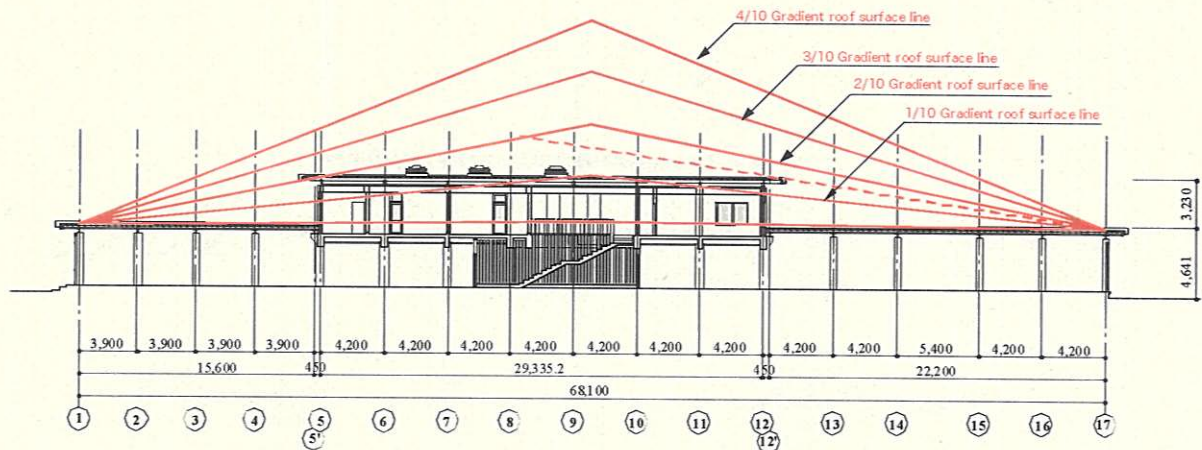 4/10 Gradient roof surface line
3/10 Gradient roof surface line
2/10 Gradient roof surface line
1/10 Gradient roof surface line
3,230
4,641
3,900 3,900 3,900 3,900 4,200 4,200 4,200 4,200 4,200 4,200 4,200 4,200 4,200 5,400 4,200 4,200
15,600 450 29,335.2 450 22,200
68,100
1 2 3 4 5 6 7 8 9 10 11 12 13 14 15 16 17
5' 12'